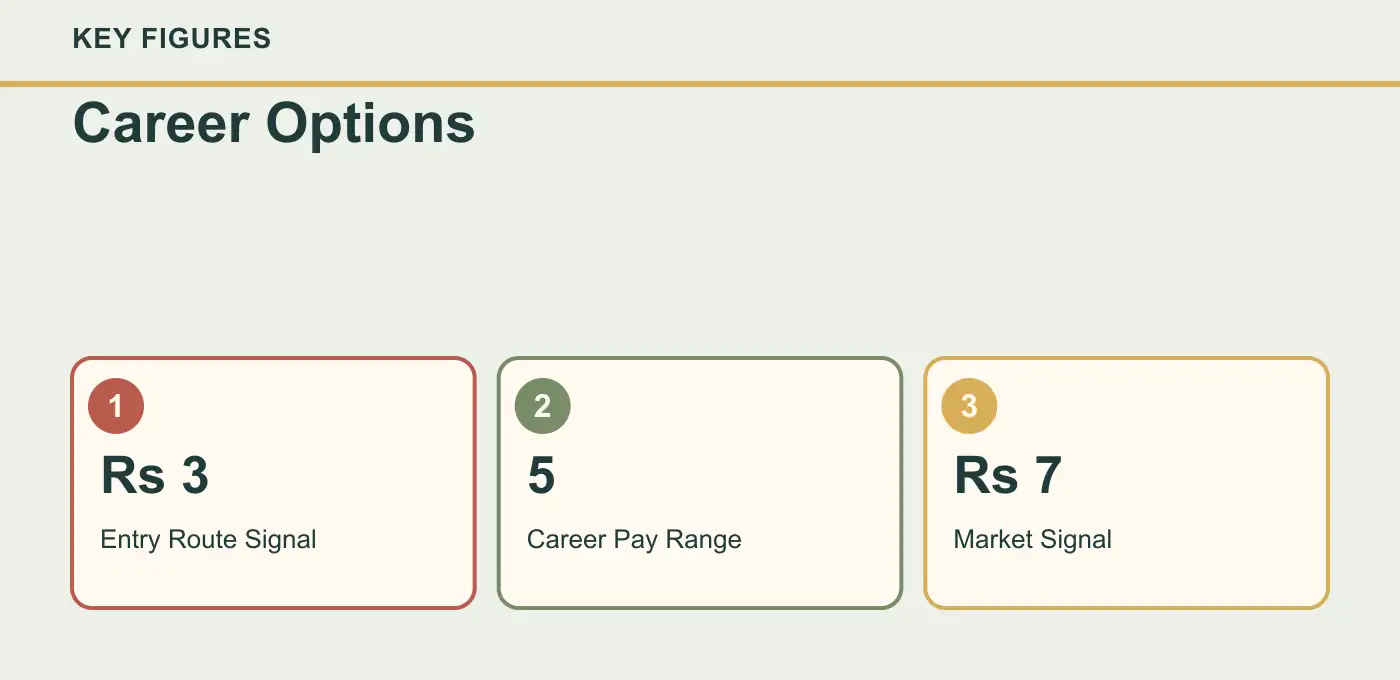 KEY FIGURES
Career Options
1
Rs 3
Entry Route Signal
2
5
Career Pay Range
3
Rs 7
Market Signal